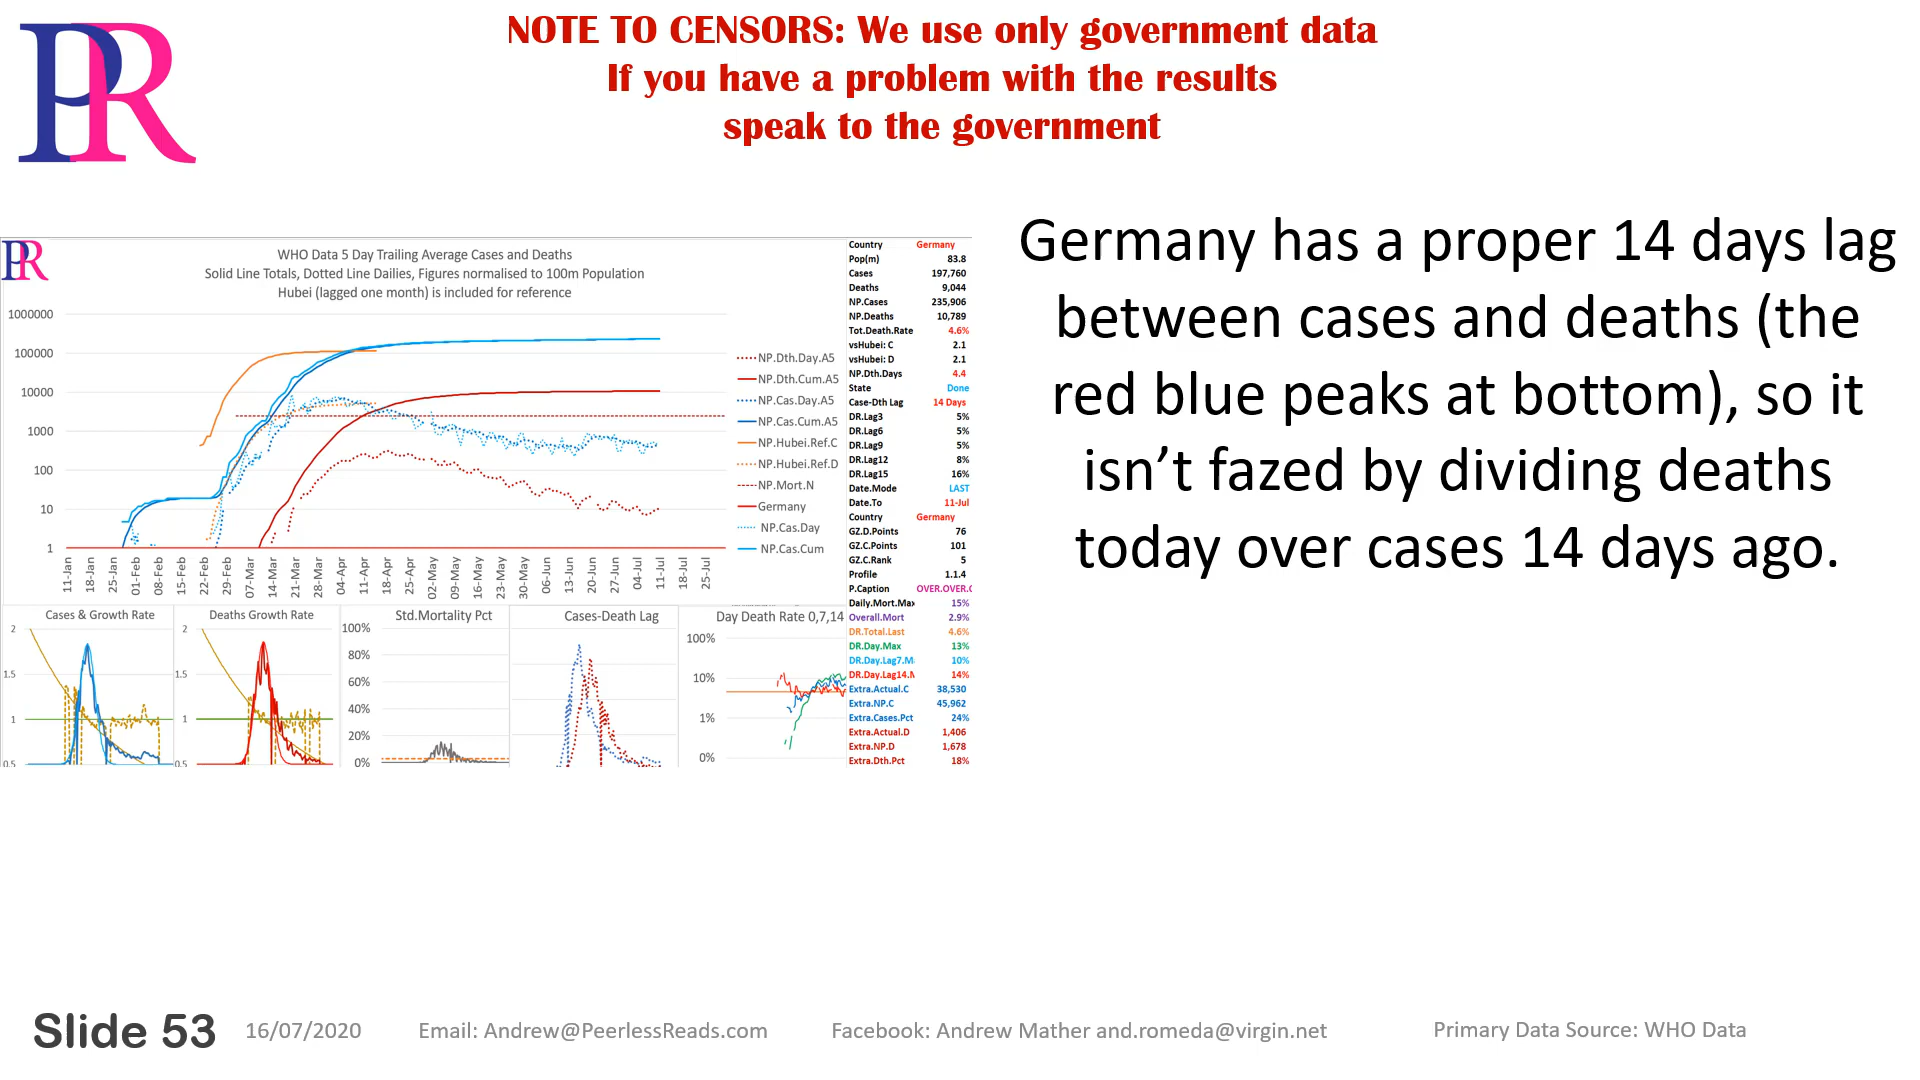 PR
NOTE TO CENSORS: We use only government data
If you have a problem with the results
speak to the government
Germany has a proper 14 days lag
between cases and deaths (the
red blue peaks at bottom), so it
isn’t fazed by dividing deaths
today over cases 14 days ago.
PR
WHO Data 5 Day Trailing Average Cases and Deaths
Solid Line Totals, Dotted Line Dailies, Figures normalised to 100m Population
Hubei (lagged one month) is included for reference
1000000
100000
10000
1000
100
10
1
11-Jan 18-Jan 25-Jan 01-Feb 08-Feb 15-Feb 22-Feb 29-Feb 07-Mar 14-Mar 21-Mar 28-Mar 04-Apr 11-Apr 18-Apr 25-Apr 02-May 09-May 16-May 23-May 30-May 06-Jun 13-Jun 20-Jun 27-Jun 04-Jul 11-Jul 18-Jul 25-Jul
NP.Dth.Day.A5
NP.Dth.Cum.A5
NP.Cas.Day.A5
NP.Cas.Cum.A5
NP.Hubei.Ref.C
NP.Hubei.Ref.D
NP.Mort.N
Germany
NP.Cas.Day
NP.Cas.Cum
Country Germany
Pop(m) 83.8
Cases 197,760
Deaths 9,044
NP.Cases 235,906
NP.Deaths 10,789
Tot.Death.Rate 4.6%
vsHubei: C 2.1
vsHubei: D 2.1
NP.Dth.Days 4.4
State Done
Case-Dth Lag 14 Days
DR.Lag3 5%
DR.Lag6 5%
DR.Lag9 5%
DR.Lag12 8%
DR.Lag15 16%
Date.Mode LAST
Date.To 11-Jul
Country Germany
GZ.D.Points 76
GZ.C.Points 101
GZ.C.Rank 5
Profile 1.1.4
P.Caption OVER.OVER.
Daily.Mort.Max 15%
Overall.Mort 2.9%
DR.Total.Last 4.6%
DR.Day.Max 13%
DR.Day.Lag7.M 10%
DR.Day.Lag14.M 14%
Extra.Actual.C 38,530
Extra.NP.C 45,962
Extra.Cases.Pct 24%
Extra.Actual.D 1,406
Extra.NP.D 1,678
Extra.Dth.Pct 18%
Cases & Growth Rate
2
1.5
1
0.5
Deaths Growth Rate
2
1.5
1
0.5
Std.Mortality Pct
100%
80%
60%
40%
20%
0%
Cases-Death Lag
Day Death Rate 0,7,14
100%
10%
1%
0%
Slide 53 16/07/2020 Email: Andrew@PeerlessReads.com Facebook: Andrew Mather and.romeda@virgin.net Primary Data Source: WHO Data